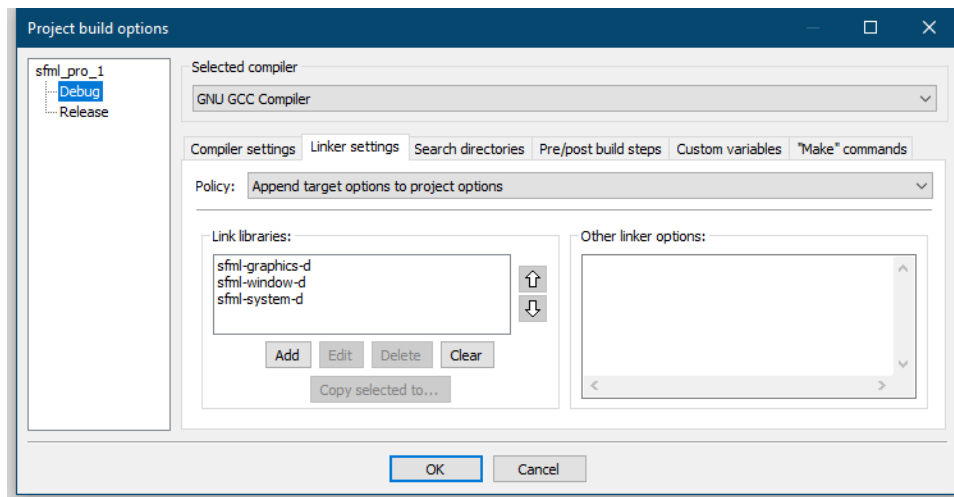 Project build options
sfml_pro_1
Debug
Release
Selected compiler
GNU GCC Compiler
Compiler settings
Linker settings
Search directories
Pre/post build steps
Custom variables
"Make" commands
Policy:
Append target options to project options
Link libraries:
sfml-graphics-d
sfml-window-d
sfml-system-d
Add
Edit
Delete
Clear
Copy selected to...
Other linker options:
OK
Cancel